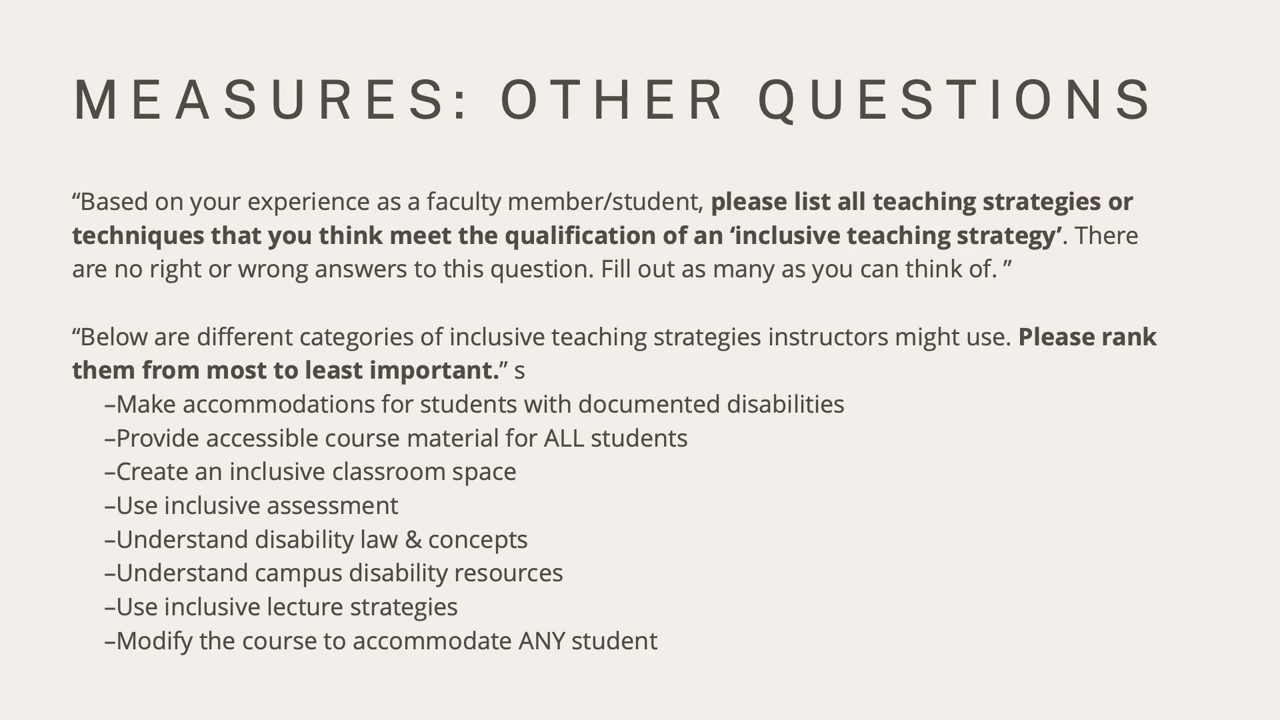 MEASURES: OTHER QUESTIONS
“Based on your experience as a faculty member/student, please list all teaching strategies or
techniques that you think meet the qualification of an ‘inclusive teaching strategy’. There
are no right or wrong answers to this question. Fill out as many as you can think of. ”
“Below are different categories of inclusive teaching strategies instructors might use. Please rank
them from most to least important.” s
–Make accommodations for students with documented disabilities
–Provide accessible course material for ALL students
–Create an inclusive classroom space
–Use inclusive assessment
–Understand disability law & concepts
–Understand campus disability resources
–Use inclusive lecture strategies
–Modify the course to accommodate ANY student